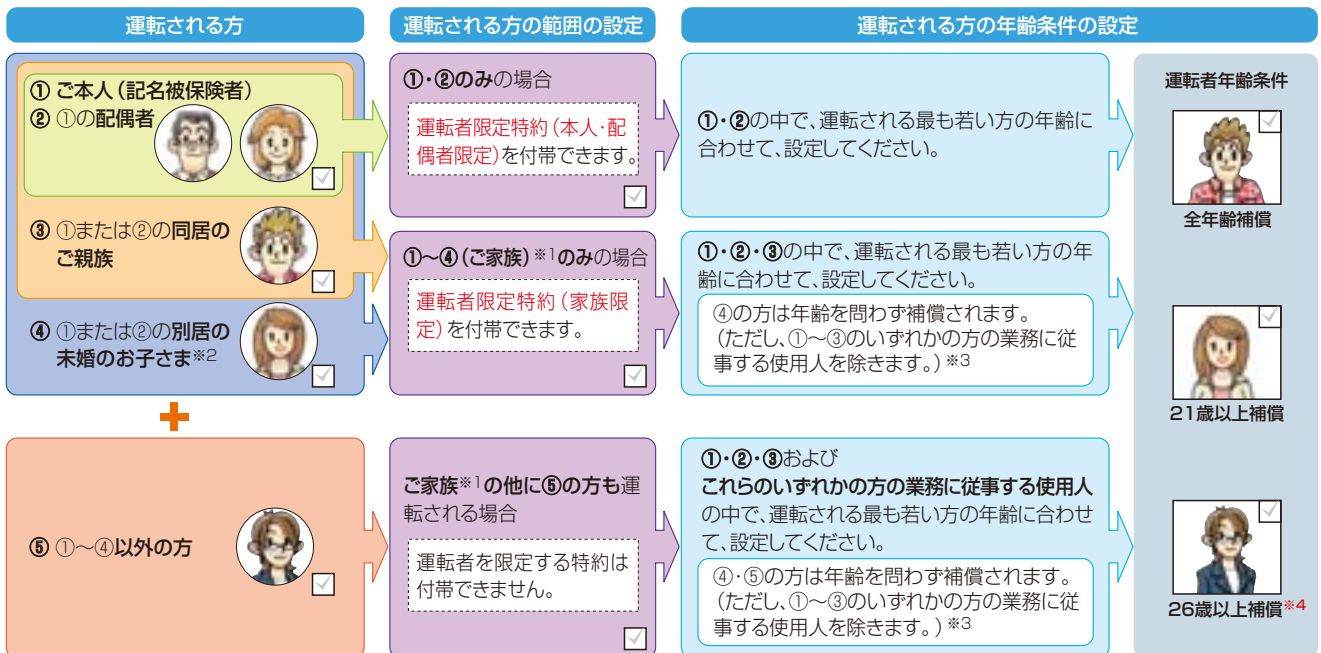 運転される方
運転される方の範囲の設定
運転される方の年齢条件の設定
① ご本人（記名被保険者）
② ①の配偶者
③ ①または②の同居の
ご親族
④ ①または②の別居の
未婚のお子さま※2
+
⑤ ①～④以外の方
①・②のみの場合
運転者限定特約（本人・配
偶者限定）を付帯できます。
①～④（ご家族）※1のみの場合
運転者限定特約（家族限
定）を付帯できます。
ご家族※1の他に⑤の方も運
転される場合
運転者を限定する特約は
付帯できません。
①・②の中で、運転される最も若い方の年齢に
合わせて、設定してください。
①・②・③の中で、運転される最も若い方の年
齢に合わせて、設定してください。
④の方は年齢を問わず補償されます。
（ただし、①～③のいずれかの方の業務に従
事する使用人を除きます。）※3
①・②・③および
これらのいずれかの方の業務に従事する使用人
の中で、運転される最も若い方の年齢に合わせ
て、設定してください。
④・⑤の方は年齢を問わず補償されます。
（ただし、①～③のいずれかの方の業務に従
事する使用人を除きます。）※3
運転者年齢条件
全年齢補償
21歳以上補償
26歳以上補償※4